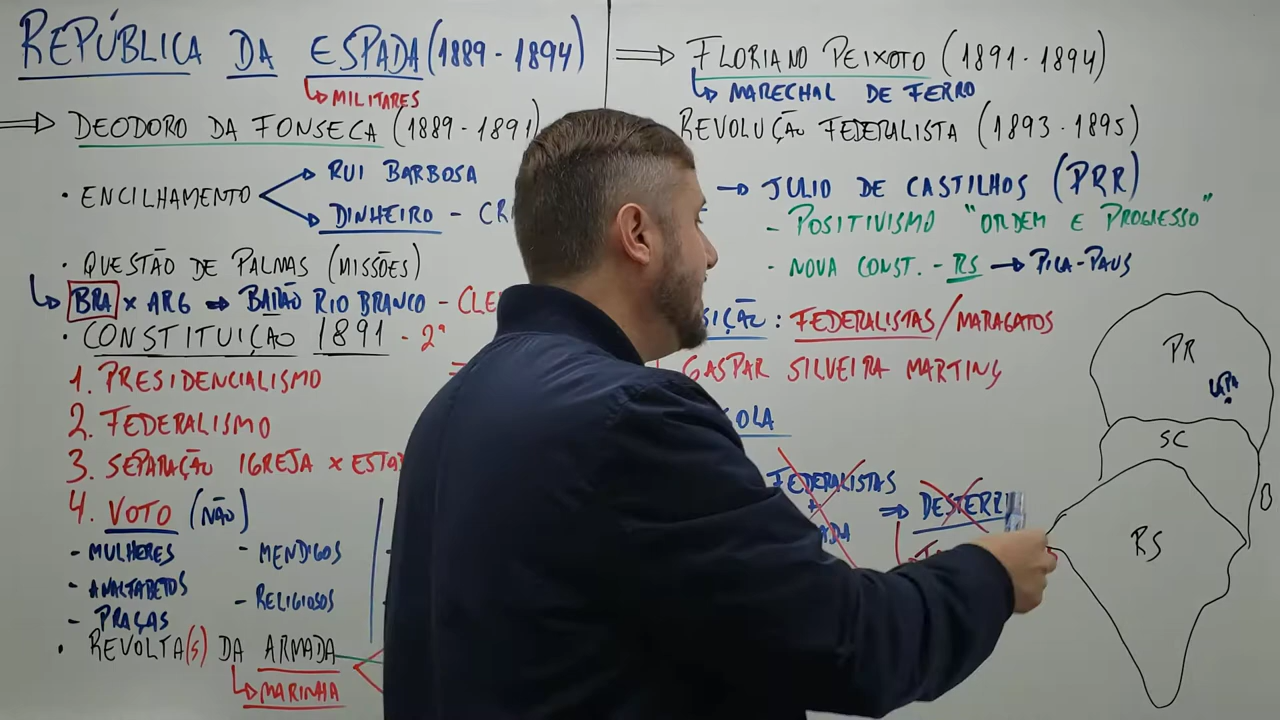 REPÚBLICA DA ESPADA (1889 - 1894)
↳ MILITARES
⇒ DEODORO DA FONSECA (1889 - 1891)
• ENCILHAMENTO
→ RUI BARBOSA
→ DINHEIRO - CR
• QUESTÃO DE PALMAS (MISSÕES)
↳ BRA x ARG → BARÃO RIO BRANCO - CLE
• CONSTITUIÇÃO 1891 - 2ª
1. PRESIDENCIALISMO
2. FEDERALISMO
3. SEPARAÇÃO IGREJA x ESTAD
4. VOTO (NÃO)
- MULHERES
- MENDIGOS
- ANALFABETOS
- RELIGIOSOS
- PRAÇAS
• REVOLTA(S) DA ARMADA
↳ MARINHA
⇒ FLORIANO PEIXOTO (1891 - 1894)
↳ MARECHAL DE FERRO
REVOLUÇÃO FEDERALISTA (1893 - 1895)
→ JULIO DE CASTILHOS (PRR)
- POSITIVISMO "ORDEM E PROGRESSO"
- NOVA CONST. - RS → PICA-PAUS
SIÇÃO: FEDERALISTAS/MARAGATOS
GASPAR SILVEIRA MARTINS
OLA
FEDERALISTAS
+
ADA
⇒ DESTERR
PR
LAPA
SC
RS